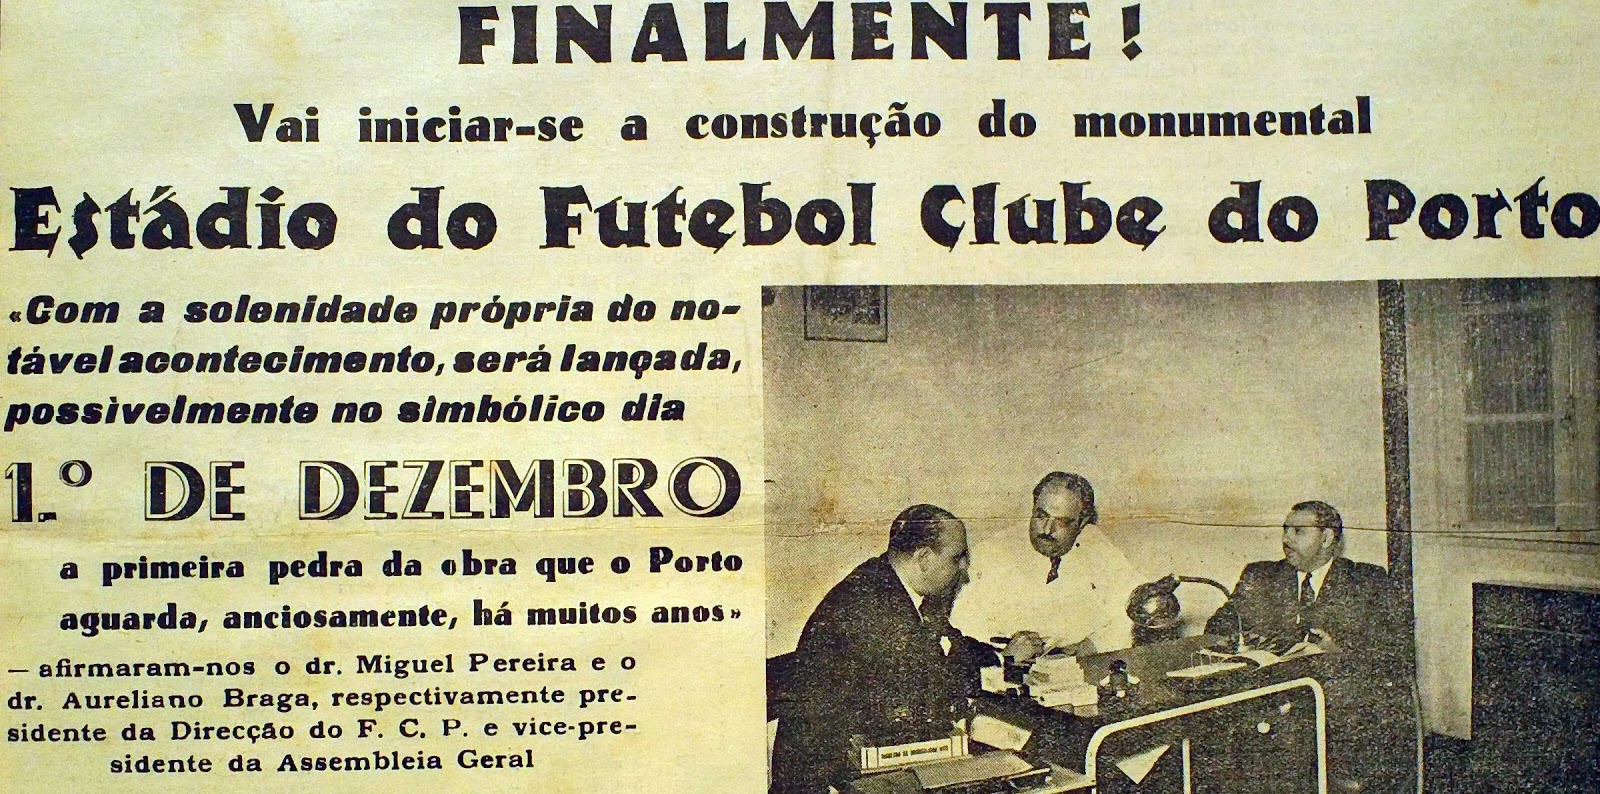 FINALMENTE!
Vai iniciar-se a construção do monumental
Estádio do Futebol Clube do Porto
«Com a solenidade própria do no-
tável acontecimento, será lançada,
possìvelmente no simbólico dia
1.º DE DEZEMBRO
a primeira pedra da obra que o Porto
aguarda, anciosamente, há muitos anos»
— afirmaram-nos o dr. Miguel Pereira e o
dr. Aureliano Braga, respectivamente pre-
sidente da Direcção do F. C. P. e vice-pre-
sidente da Assembleia Geral